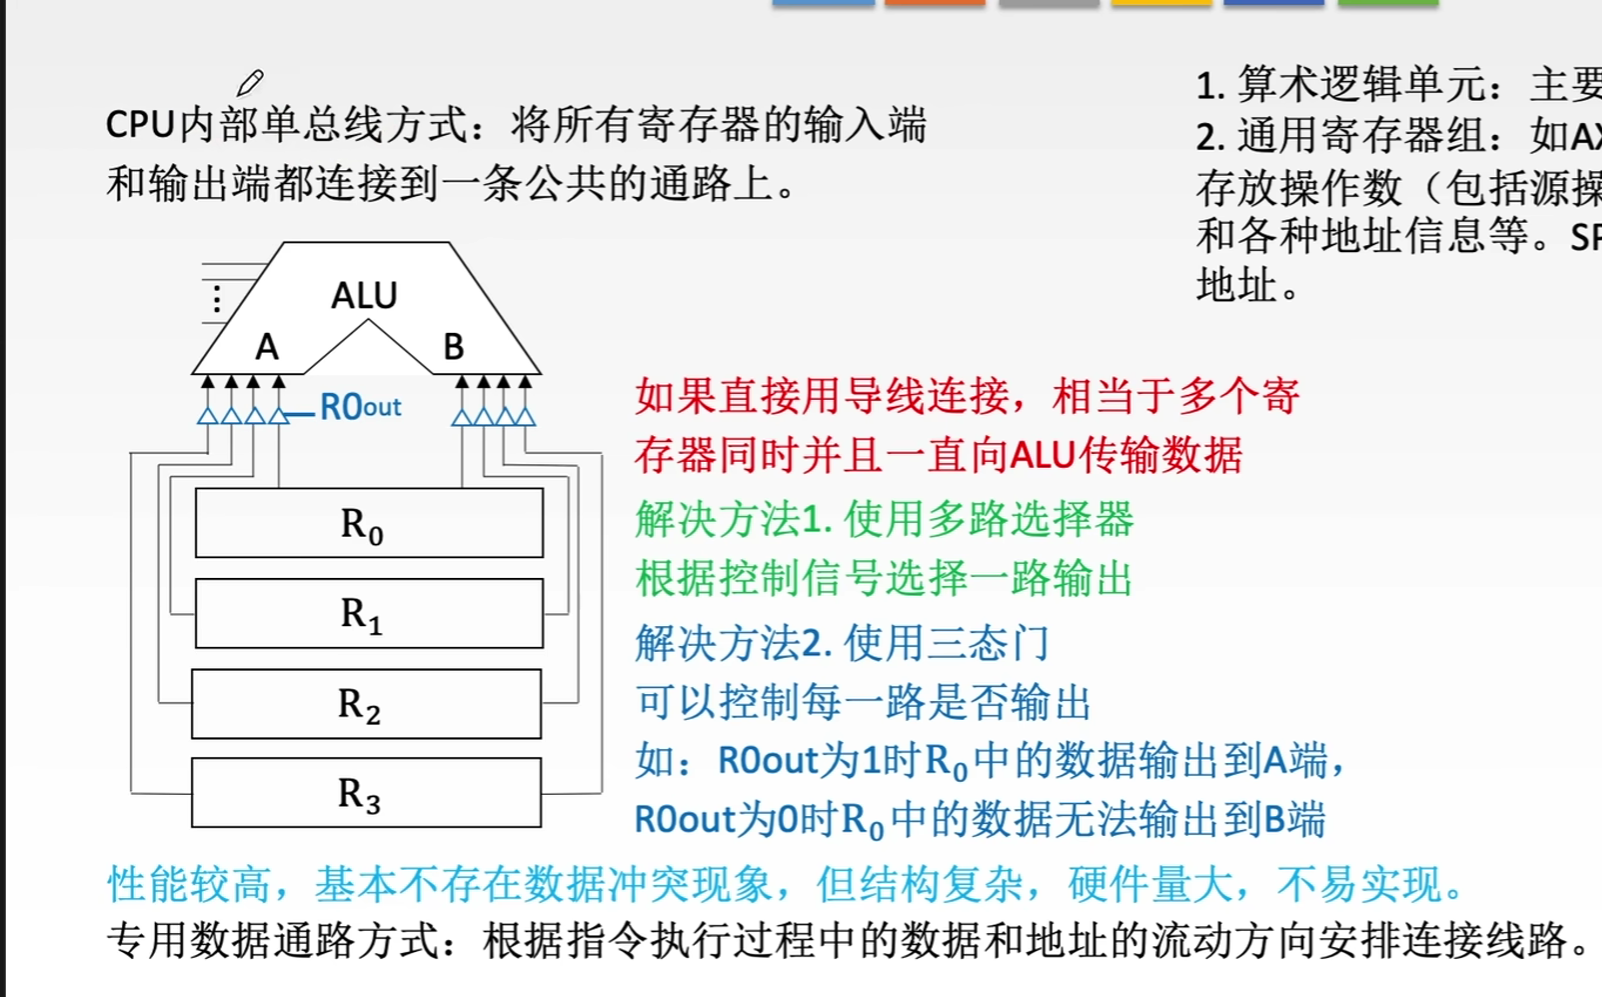 CPU内部单总线方式：将所有寄存器的输入端
和输出端都连接到一条公共的通路上。
1. 算术逻辑单元：主要
2. 通用寄存器组：如AX
存放操作数（包括源操
和各种地址信息等。SP
地址。
ALU
A
B
R0out
R0
R1
R2
R3
如果直接用导线连接，相当于多个寄
存器同时并且一直向ALU传输数据
解决方法1. 使用多路选择器
根据控制信号选择一路输出
解决方法2. 使用三态门
可以控制每一路是否输出
如：R0out为1时R0中的数据输出到A端，
R0out为0时R0中的数据无法输出到B端
性能较高，基本不存在数据冲突现象，但结构复杂，硬件量大，不易实现。
专用数据通路方式：根据指令执行过程中的数据和地址的流动方向安排连接线路。